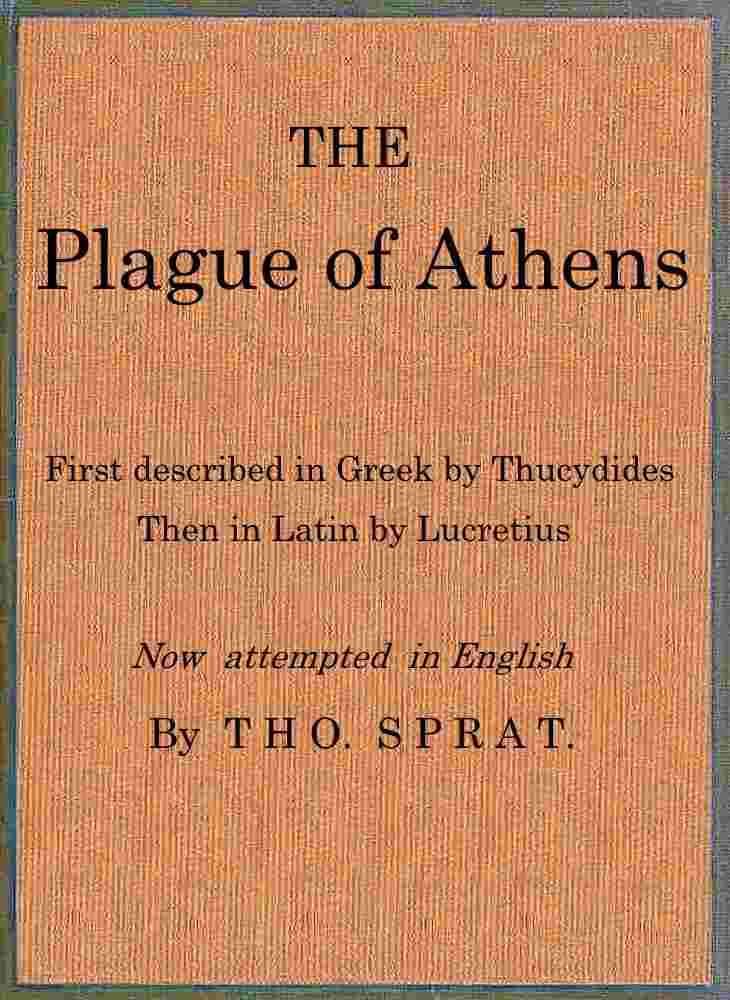 THE
Plague of Athens
First described in Greek by Thucydides
Then in Latin by Lucretius
Now attempted in English
By THO. SPRAT.